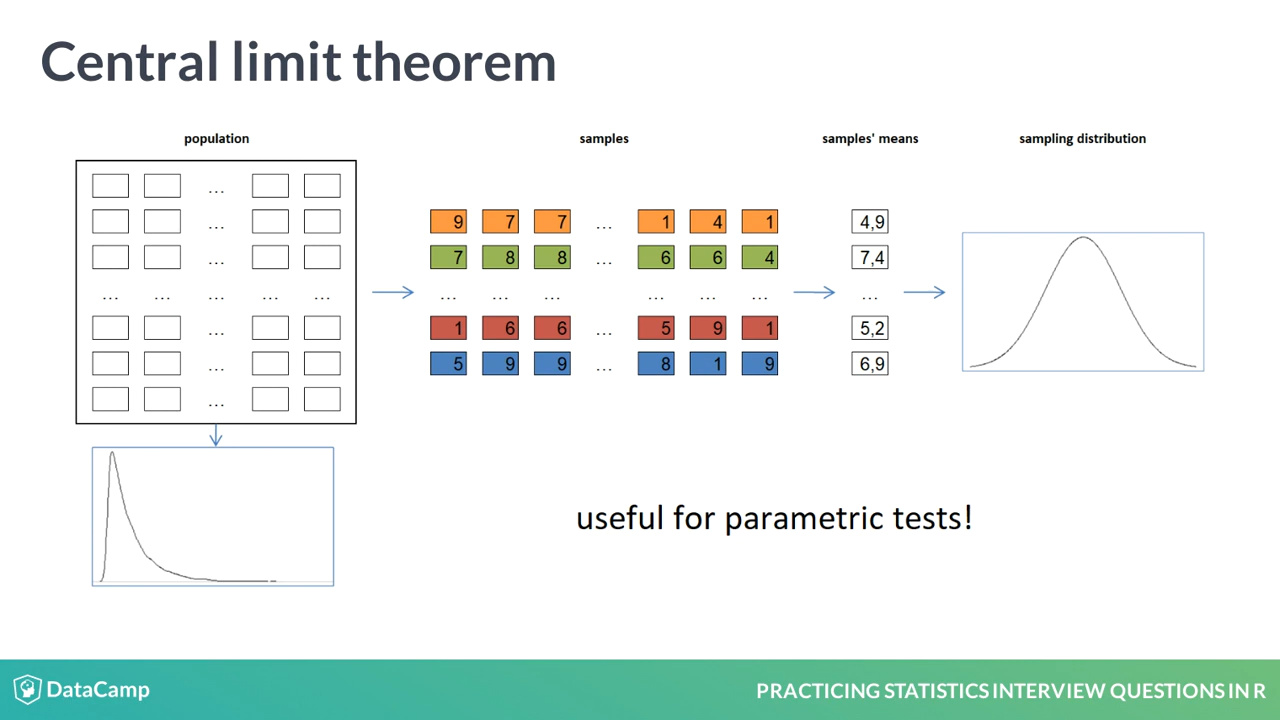 Central limit theorem
population samples samples' means sampling distribution
...
... 9 7 7 ... 1 4 1 4,9
... 7 8 8 ... 6 6 4 7,4
... ... ... ... ... ... ... ... ... ... ... ...
... 1 6 6 ... 5 9 1 5,2
... 5 9 9 ... 8 1 9 6,9
...
useful for parametric tests!
DataCamp PRACTICING STATISTICS INTERVIEW QUESTIONS IN R